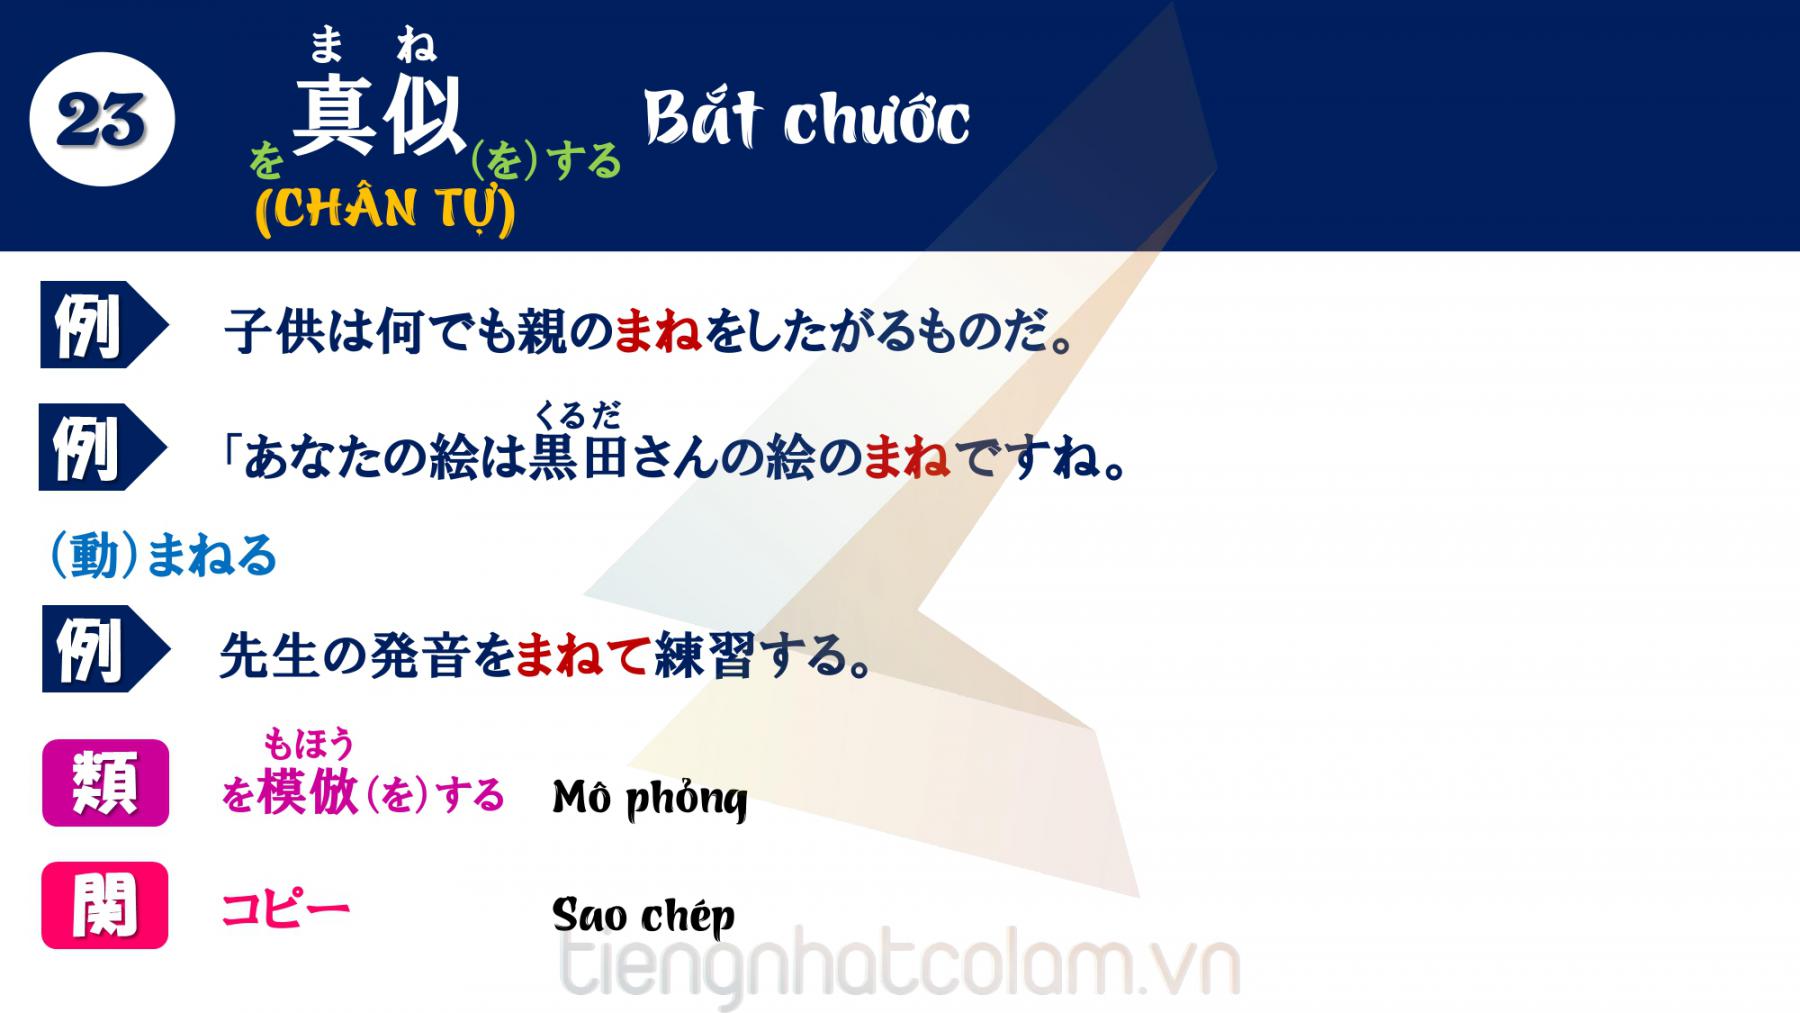 23
まね
を真似(を)する Bắt chước
(CHÂN TỰ)
例 子供は何でも親のまねをしたがるものだ。
くるだ
例 「あなたの絵は黒田さんの絵のまねですね。
(動)まねる
例 先生の発音をまねて練習する。
もほう
類 を模倣(を)する Mô phỏng
関 コピー Sao chép
tiengnhatcolam.vn